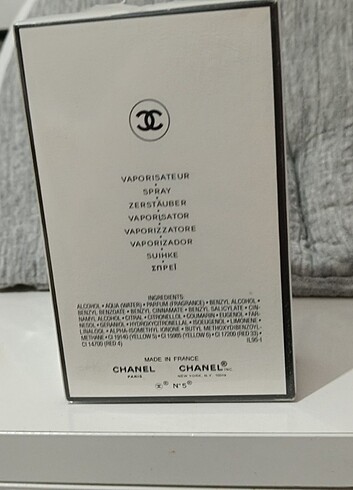 VAPORISATEUR
SPRAY
ZERSTÄUBER
VAPORISATOR
VAPORIZZATORE
VAPORIZADOR
SUIHKE
ΣΠΡΕΪ
INGREDIENTS:
ALCOHOL • AQUA (WATER) • PARFUM (FRAGRANCE) • BENZYL ALCOHOL •
BENZYL BENZOATE • BENZYL CINNAMATE • BENZYL SALICYLATE • CIN-
NAMYL ALCOHOL • CITRAL • CITRONELLOL • COUMARIN • EUGENOL • FAR-
NESOL • GERANIOL • HYDROXYCITRONELLAL • ISOEUGENOL • LIMONENE •
LINALOOL • ALPHA-ISOMETHYL IONONE • BUTYL METHOXYDIBENZOYL-
METHANE • CI 19140 (YELLOW 5) • CI 15985 (YELLOW 6) • CI 17200 (RED 33) •
CI 14700 (RED 4) IL95-1
MADE IN FRANCE
CHANEL CHANEL® INC.
PARIS NEW YORK, N.Y.
N°5®